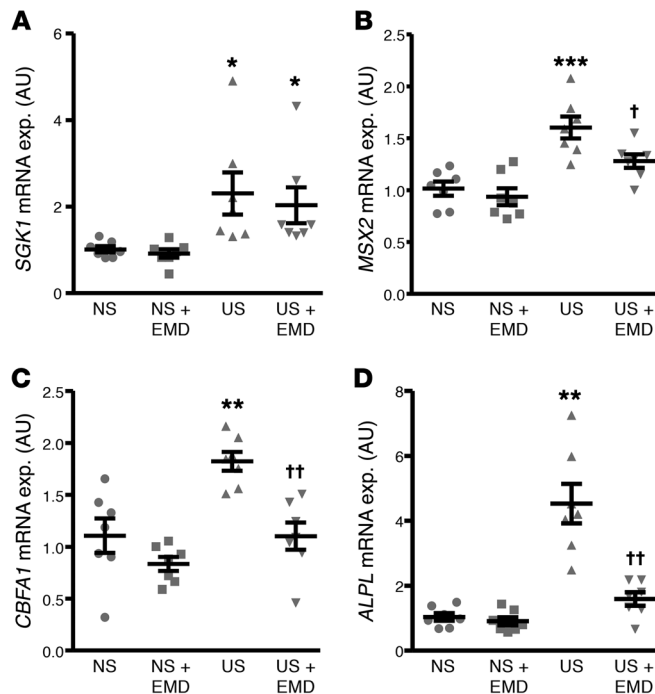 A
SGK1 mRNA exp. (AU)
6
4
2
0
*
*
NS
NS +
EMD
US
US +
EMD
B
MSX2 mRNA exp. (AU)
2.5
2.0
1.5
1.0
0.5
0.0
***
†
NS
NS +
EMD
US
US +
EMD
C
CBFA1 mRNA exp. (AU)
2.5
2.0
1.5
1.0
0.5
0.0
**
††
NS
NS +
EMD
US
US +
EMD
D
ALPL mRNA exp. (AU)
8
6
4
2
0
**
††
NS
NS +
EMD
US
US +
EMD